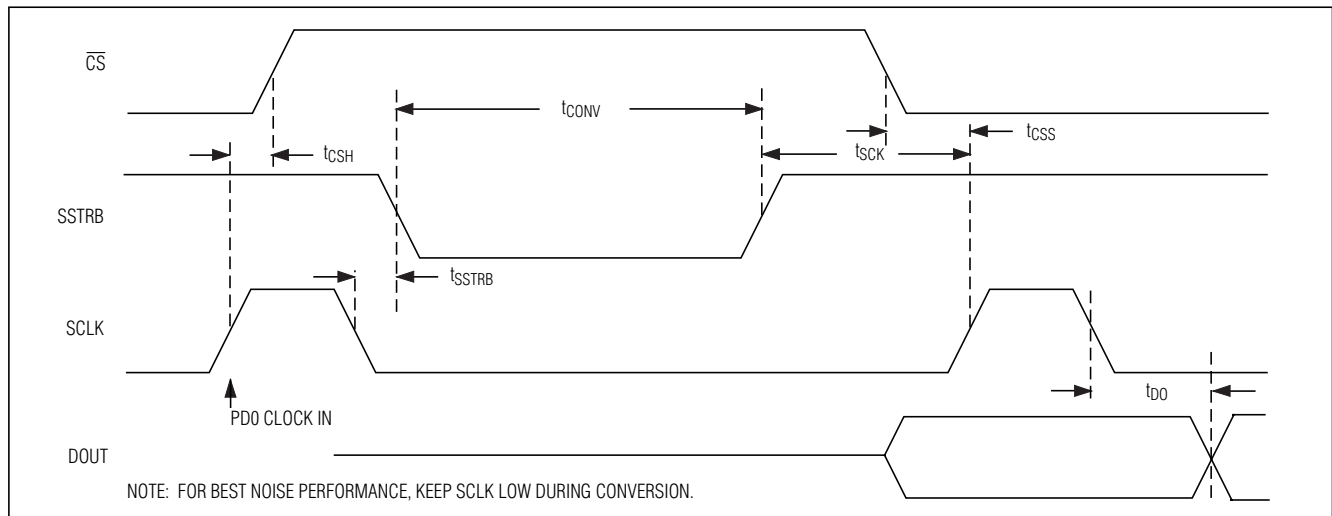 CS
tCONV
tCSS
tCSH
tSCK
SSTRB
tSSTRB
SCLK
tDO
PD0 CLOCK IN
DOUT
NOTE: FOR BEST NOISE PERFORMANCE, KEEP SCLK LOW DURING CONVERSION.